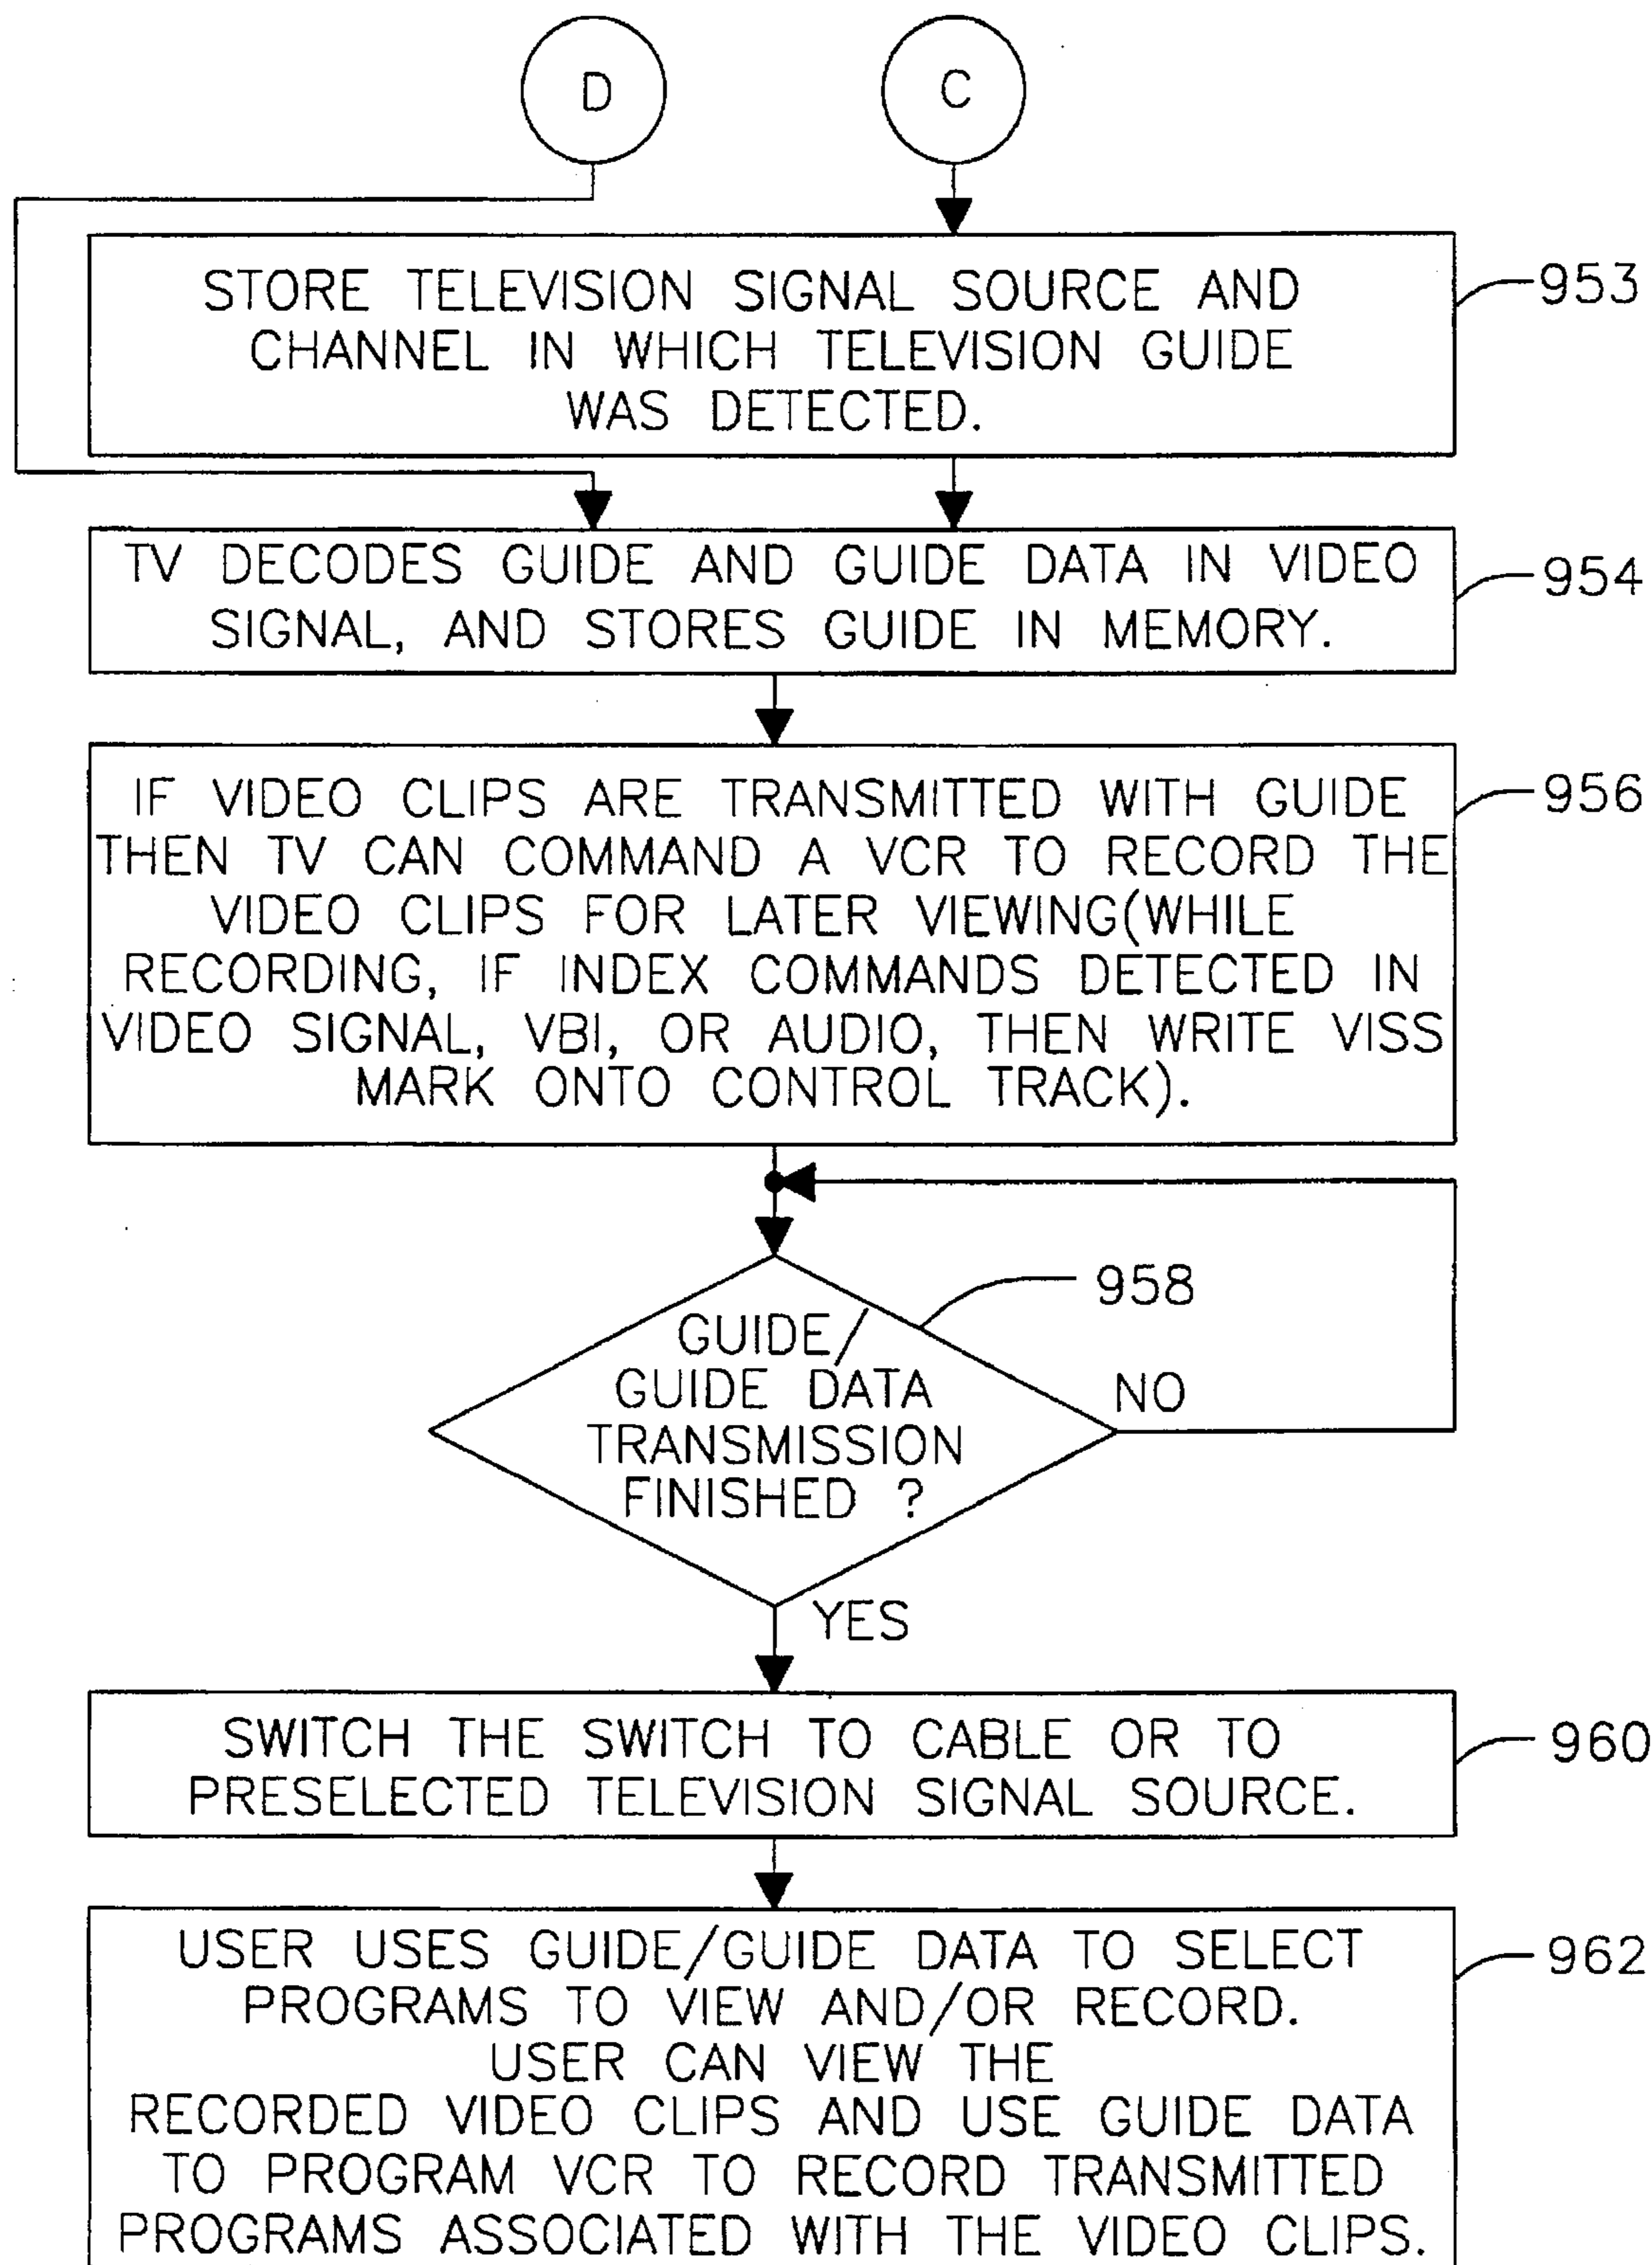 D
C
STORE TELEVISION SIGNAL SOURCE AND
CHANNEL IN WHICH TELEVISION GUIDE
WAS DETECTED.
953
TV DECODES GUIDE AND GUIDE DATA IN VIDEO
SIGNAL, AND STORES GUIDE IN MEMORY.
954
IF VIDEO CLIPS ARE TRANSMITTED WITH GUIDE
THEN TV CAN COMMAND A VCR TO RECORD THE
VIDEO CLIPS FOR LATER VIEWING(WHILE
RECORDING, IF INDEX COMMANDS DETECTED IN
VIDEO SIGNAL, VBI, OR AUDIO, THEN WRITE VISS
MARK ONTO CONTROL TRACK).
956
GUIDE/
GUIDE DATA
TRANSMISSION
FINISHED ?
958
NO
YES
SWITCH THE SWITCH TO CABLE OR TO
PRESELECTED TELEVISION SIGNAL SOURCE.
960
USER USES GUIDE/GUIDE DATA TO SELECT
PROGRAMS TO VIEW AND/OR RECORD.
USER CAN VIEW THE
RECORDED VIDEO CLIPS AND USE GUIDE DATA
TO PROGRAM VCR TO RECORD TRANSMITTED
PROGRAMS ASSOCIATED WITH THE VIDEO CLIPS.
962